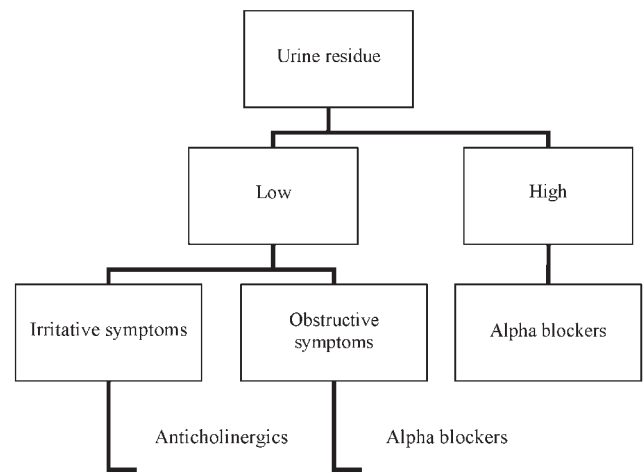 Urine residue
Low
High
Irritative symptoms
Obstructive
symptoms
Alpha blockers
Anticholinergics
Alpha blockers